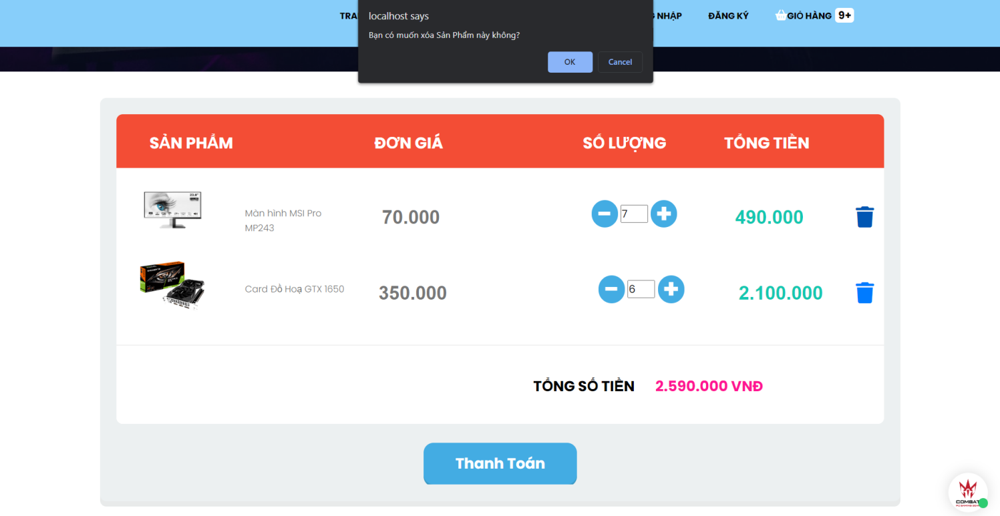 localhost says
Bạn có muốn xóa Sản Phẩm này không?
OK Cancel
NHẬP ĐĂNG KÝ GIỎ HÀNG 9+
SẢN PHẨM ĐƠN GIÁ SỐ LƯỢNG TỔNG TIỀN
Màn hình MSI Pro
MP243
70.000 7 490.000
Card Đồ Hoạ GTX 1650 350.000 6 2.100.000
TỔNG SỐ TIỀN 2.590.000 VNĐ
Thanh Toán
COMBAT